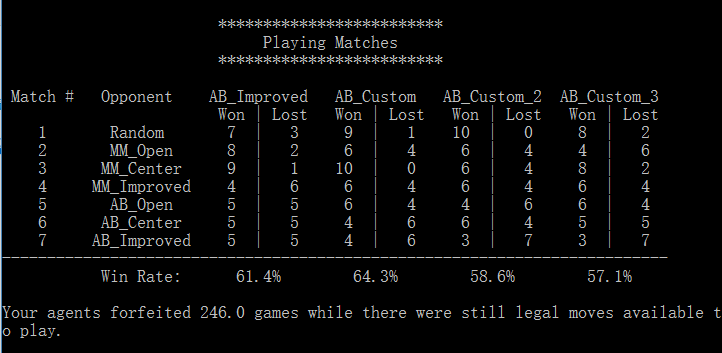 *************************
Playing Matches
*************************
Match #   Opponent   AB_Improved   AB_Custom   AB_Custom_2   AB_Custom_3
Won | Lost   Won | Lost   Won | Lost   Won | Lost
1   Random   7 | 3   9 | 1   10 | 0   8 | 2
2   MM_Open   8 | 2   6 | 4   6 | 4   4 | 6
3   MM_Center   9 | 1   10 | 0   6 | 4   8 | 2
4   MM_Improved   4 | 6   6 | 4   6 | 4   6 | 4
5   AB_Open   5 | 5   6 | 4   4 | 6   6 | 4
6   AB_Center   5 | 5   4 | 6   6 | 4   5 | 5
7   AB_Improved   5 | 5   4 | 6   3 | 7   3 | 7
--------------------------------------------------------------------------
Win Rate:   61.4%   64.3%   58.6%   57.1%
Your agents forfeited 246.0 games while there were still legal moves available t
o play.